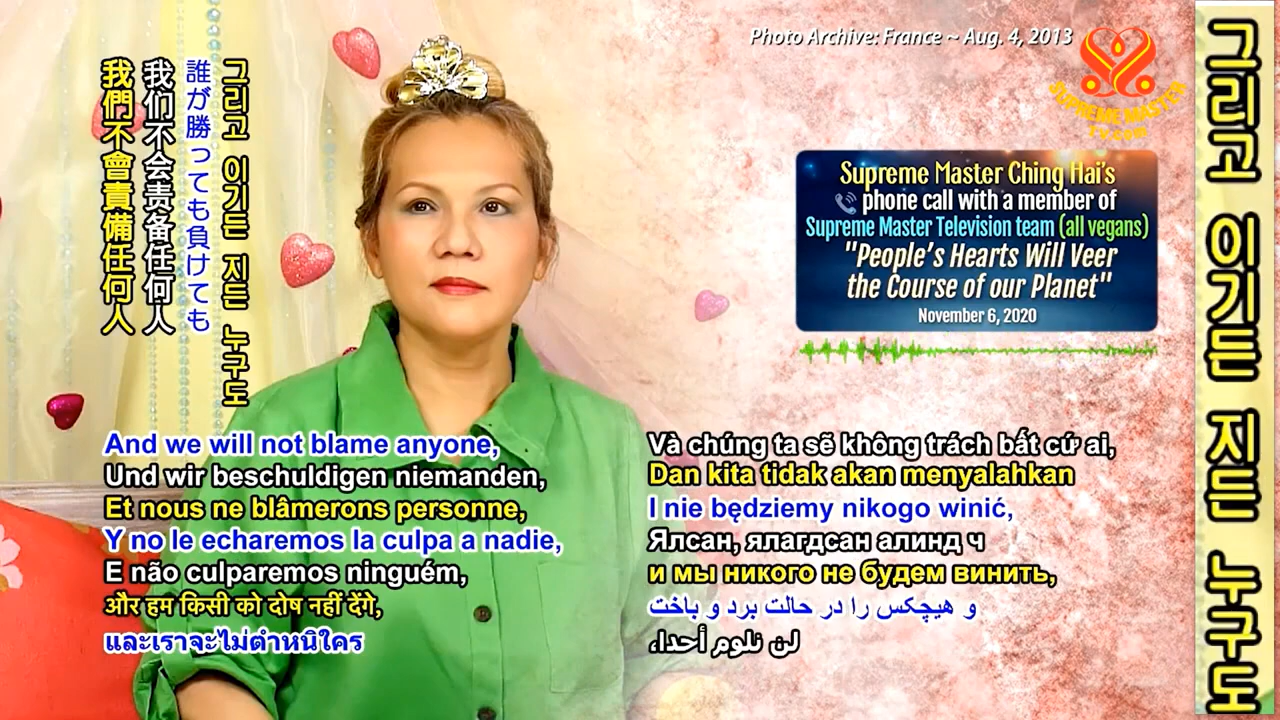 Photo Archive: France ~ Aug. 4, 2013
SUPREME MASTER
TV.com
Supreme Master Ching Hai's
phone call with a member of
Supreme Master Television team (all vegans)
"People's Hearts Will Veer
the Course of our Planet"
November 6, 2020
그리고 이기든 지든 누구도
誰が勝っても負けても
我们不会责备任何人
我們不會責備任何人
And we will not blame anyone,
Und wir beschuldigen niemanden,
Et nous ne blâmerons personne,
Y no le echaremos la culpa a nadie,
E não culparemos ninguém,
और हम किसी को दोष नहीं देंगे,
และเราจะไม่ตำหนิใคร
Và chúng ta sẽ không trách bất cứ ai,
Dan kita tidak akan menyalahkan
I nie będziemy nikogo winić,
Ялсан, ялагдсан алинд ч
и мы никого не будем винить,
و هیچکس را در حالت برد و باخت
لن نلوم أحدا،
그리고 이기든 지든 누구도